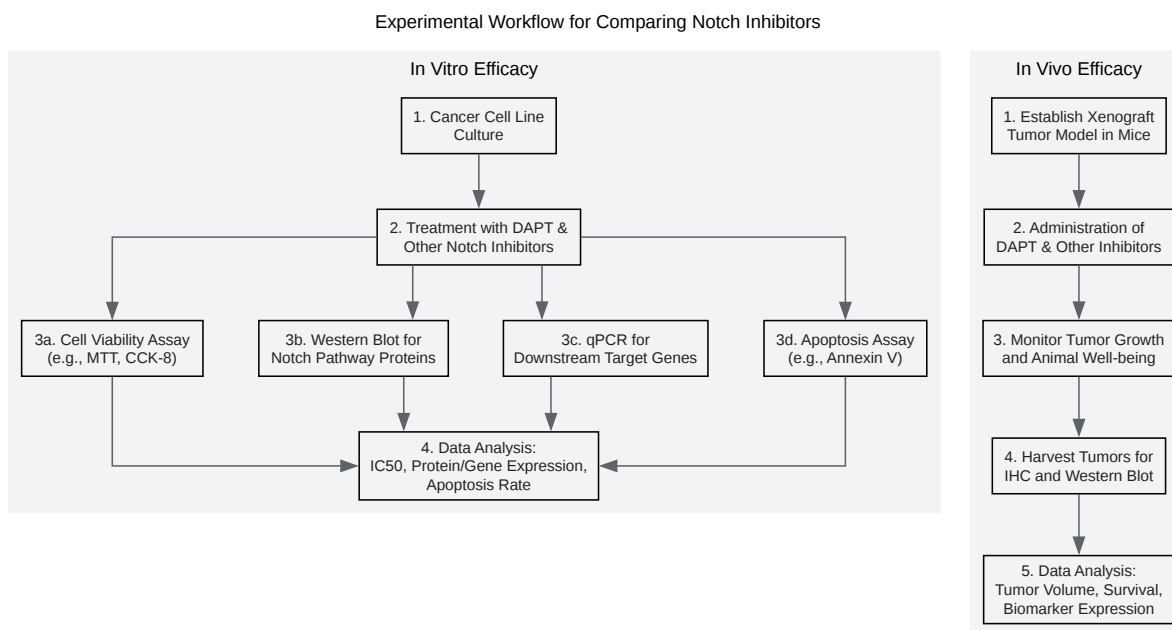 Experimental Workflow for Comparing Notch Inhibitors
In Vitro Efficacy
1. Cancer Cell Line
Culture
2. Treatment with DAPT &
Other Notch Inhibitors
3a. Cell Viability Assay
(e.g., MTT, CCK-8)
3b. Western Blot for
Notch Pathway Proteins
3c. qPCR for
Downstream Target Genes
3d. Apoptosis Assay
(e.g., Annexin V)
4. Data Analysis:
IC50, Protein/Gene Expression,
Apoptosis Rate
In Vivo Efficacy
1. Establish Xenograft
Tumor Model in Mice
2. Administration of
DAPT & Other Inhibitors
3. Monitor Tumor Growth
and Animal Well-being
4. Harvest Tumors for
IHC and Western Blot
5. Data Analysis:
Tumor Volume, Survival,
Biomarker Expression